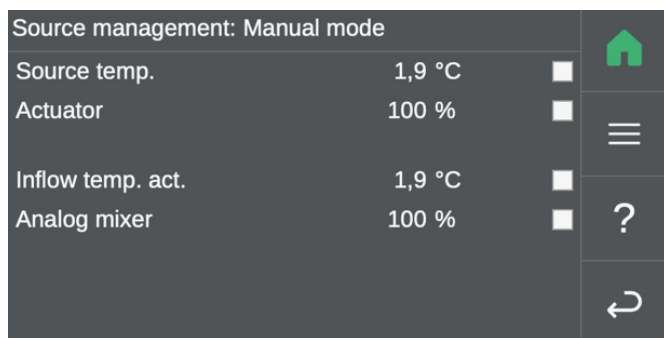 Source management: Manual mode
Source temp. 1,9 °C
Actuator 100 %
Inflow temp. act. 1,9 °C
Analog mixer 100 %
?